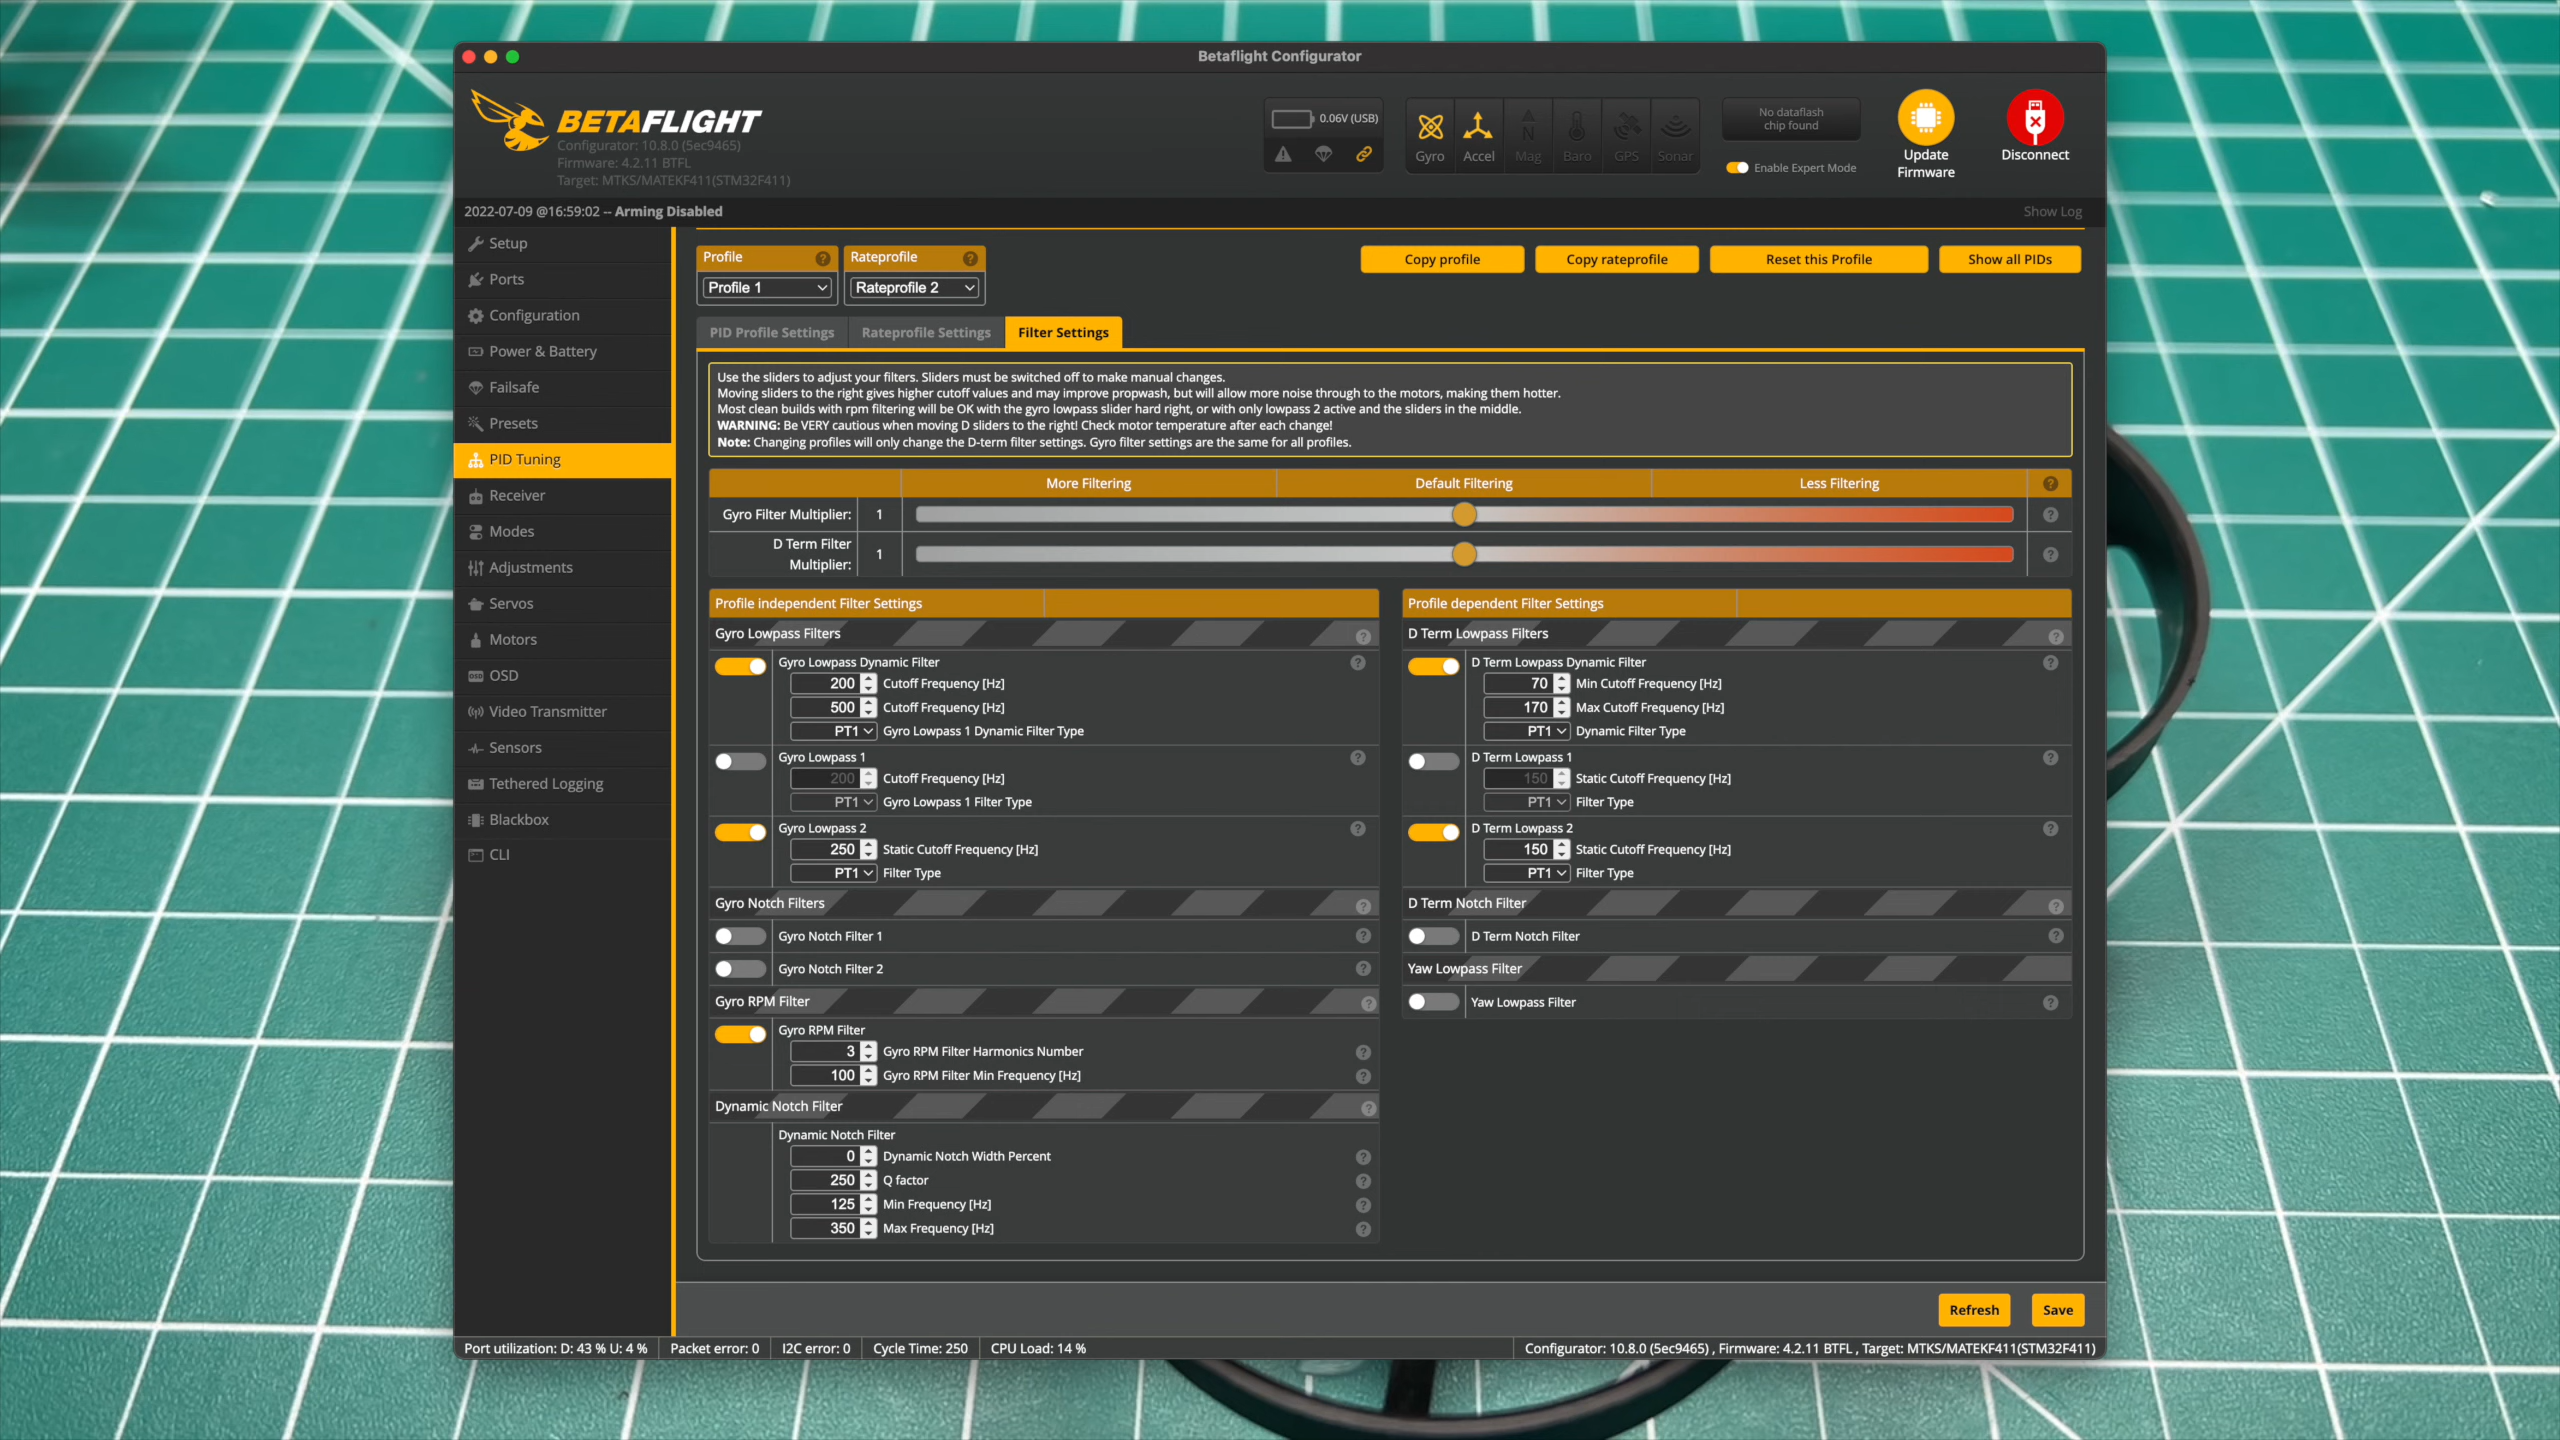 Betaflight Configurator
BETAFLIGHT
Configurator: 10.8.0 (5ec9465)
Firmware: 4.2.11 BTFL
Target: MTKS/MATEKF411(STM32F411)
0.06V (USB)
Gyro
Accel
Mag
Baro
GPS
Sonar
No dataflash
chip found
Enable Expert Mode
Update
Firmware
Disconnect
2022-07-09 @16:59:02 -- Arming Disabled
Show Log
Setup
Ports
Configuration
Power & Battery
Failsafe
Presets
PID Tuning
Receiver
Modes
Adjustments
Servos
Motors
OSD
Video Transmitter
Sensors
Tethered Logging
Blackbox
CLI
Profile
Profile 1
Rateprofile
Rateprofile 2
Copy profile
Copy rateprofile
Reset this Profile
Show all PIDs
PID Profile Settings
Rateprofile Settings
Filter Settings
Use the sliders to adjust your filters. Sliders must be switched off to make manual changes.
Moving sliders to the right gives higher cutoff values and may improve propwash, but will allow more noise through to the motors, making them hotter.
Most clean builds with rpm filtering will be OK with the gyro lowpass slider hard right, or with only lowpass 2 active and the sliders in the middle.
WARNING: Be VERY cautious when moving D sliders to the right! Check motor temperature after each change!
Note: Changing profiles will only change the D-term filter settings. Gyro filter settings are the same for all profiles.
More Filtering
Default Filtering
Less Filtering
Gyro Filter Multiplier: 1
D Term Filter
Multiplier: 1
Profile independent Filter Settings
Gyro Lowpass Filters
Gyro Lowpass Dynamic Filter
200 Cutoff Frequency [Hz]
500 Cutoff Frequency [Hz]
PT1 Gyro Lowpass 1 Dynamic Filter Type
Gyro Lowpass 1
200 Cutoff Frequency [Hz]
PT1 Gyro Lowpass 1 Filter Type
Gyro Lowpass 2
250 Static Cutoff Frequency [Hz]
PT1 Filter Type
Gyro Notch Filters
Gyro Notch Filter 1
Gyro Notch Filter 2
Gyro RPM Filter
Gyro RPM Filter
3 Gyro RPM Filter Harmonics Number
100 Gyro RPM Filter Min Frequency [Hz]
Dynamic Notch Filter
Dynamic Notch Filter
0 Dynamic Notch Width Percent
250 Q factor
125 Min Frequency [Hz]
350 Max Frequency [Hz]
Profile dependent Filter Settings
D Term Lowpass Filters
D Term Lowpass Dynamic Filter
70 Min Cutoff Frequency [Hz]
170 Max Cutoff Frequency [Hz]
PT1 Dynamic Filter Type
D Term Lowpass 1
150 Static Cutoff Frequency [Hz]
PT1 Filter Type
D Term Lowpass 2
150 Static Cutoff Frequency [Hz]
PT1 Filter Type
D Term Notch Filter
D Term Notch Filter
Yaw Lowpass Filter
Yaw Lowpass Filter
Refresh
Save
Port utilization: D: 43 % U: 4 %
Packet error: 0
I2C error: 0
Cycle Time: 250
CPU Load: 14 %
Configurator: 10.8.0 (5ec9465) , Firmware: 4.2.11 BTFL , Target: MTKS/MATEKF411(STM32F411)